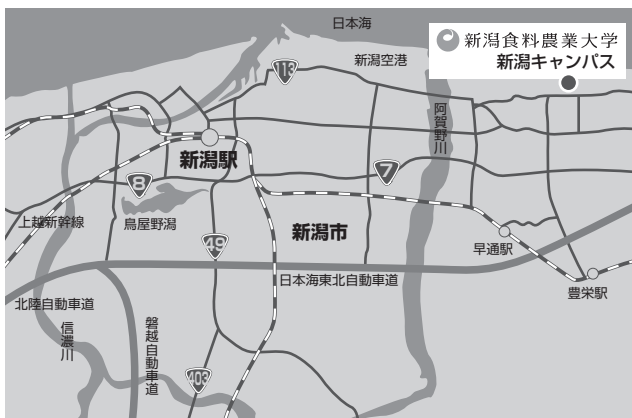 日本海
新潟食料農業大学
新潟キャンパス
新潟空港
113
阿賀野川
新潟駅
7
8
上越新幹線
鳥屋野潟
新潟市
49
早通駅
日本海東北自動車道
豊栄駅
北陸自動車道
信濃川
磐越自動車道
403